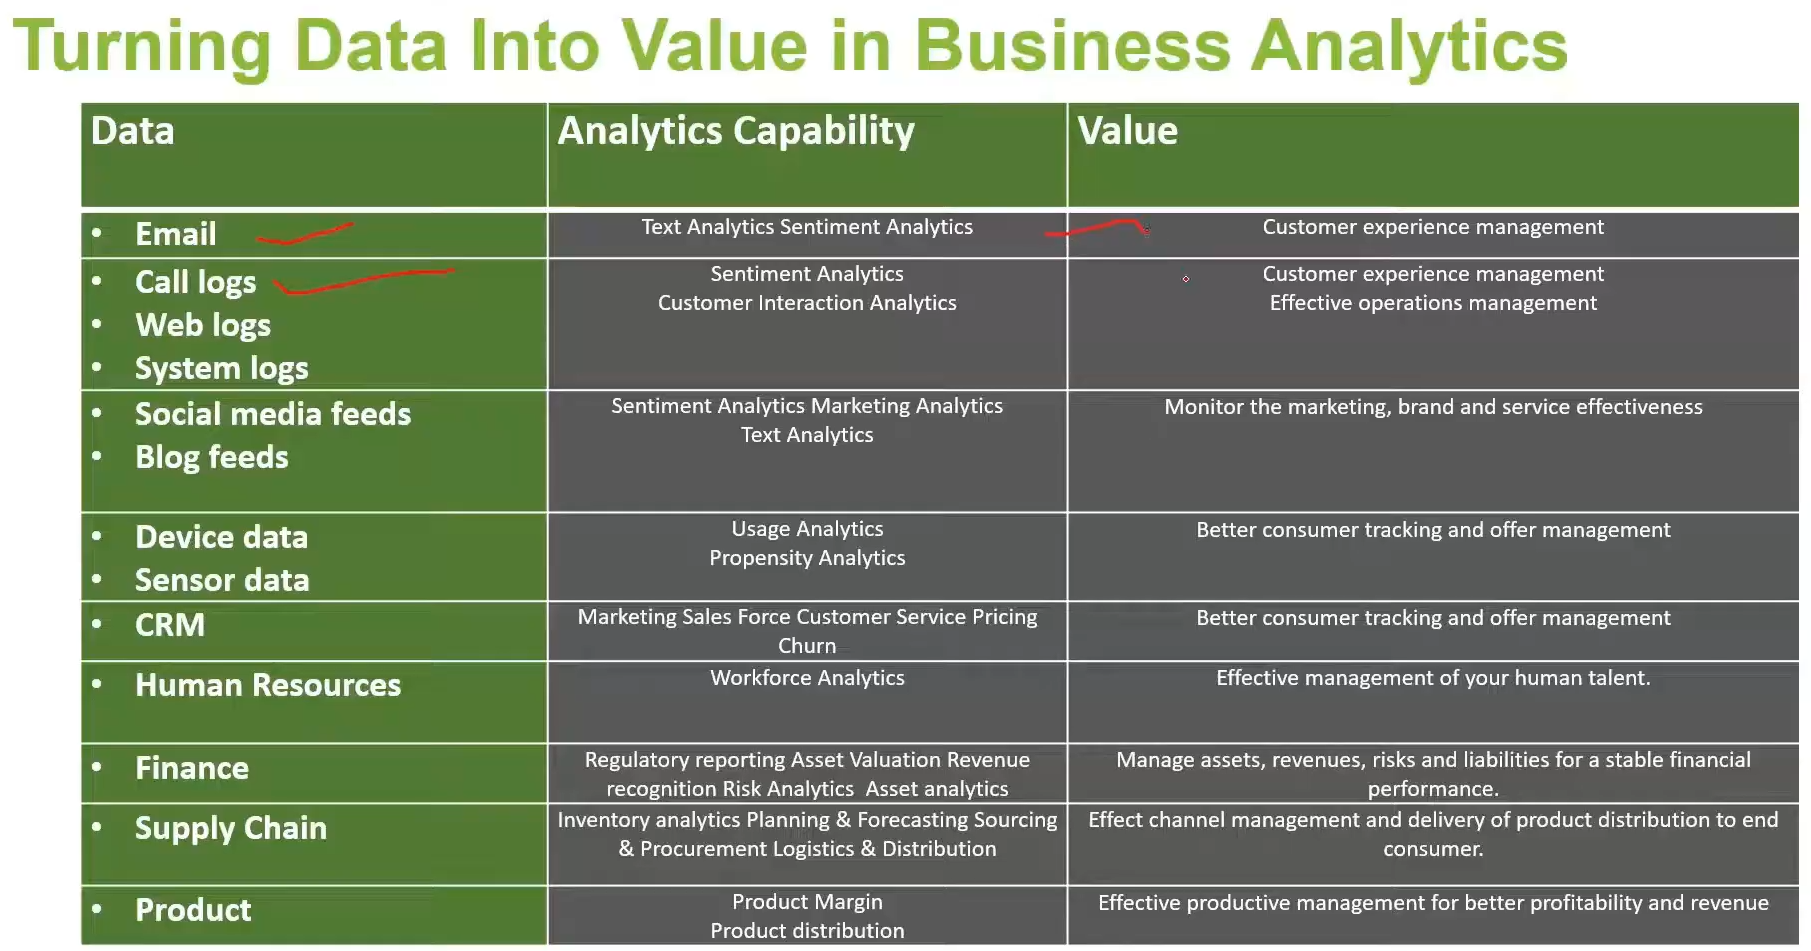 Turning Data Into Value in Business Analytics
Data
Analytics Capability
Value
• Email
Text Analytics Sentiment Analytics
Customer experience management
• Call logs
• Web logs
• System logs
Sentiment Analytics
Customer Interaction Analytics
Customer experience management
Effective operations management
• Social media feeds
• Blog feeds
Sentiment Analytics Marketing Analytics
Text Analytics
Monitor the marketing, brand and service effectiveness
• Device data
• Sensor data
Usage Analytics
Propensity Analytics
Better consumer tracking and offer management
• CRM
Marketing Sales Force Customer Service Pricing
Churn
Better consumer tracking and offer management
• Human Resources
Workforce Analytics
Effective management of your human talent.
• Finance
Regulatory reporting Asset Valuation Revenue
recognition Risk Analytics  Asset analytics
Manage assets, revenues, risks and liabilities for a stable financial
performance.
• Supply Chain
Inventory analytics Planning & Forecasting Sourcing
& Procurement Logistics & Distribution
Effect channel management and delivery of product distribution to end
consumer.
• Product
Product Margin
Product distribution
Effective productive management for better profitability and revenue